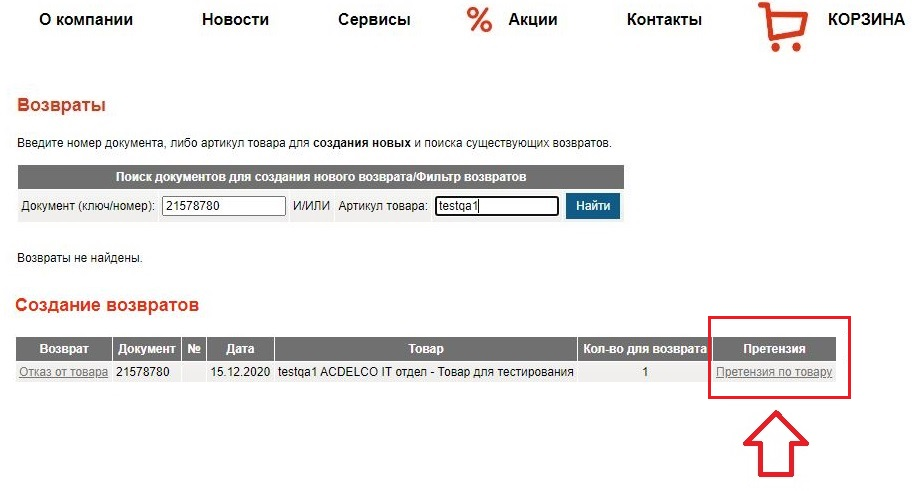 О компании Новости Сервисы % Акции Контакты КОРЗИНА
Возвраты
Введите номер документа, либо артикул товара для создания новых и поиска существующих возвратов.
Поиск документов для создания нового возврата/Фильтр возвратов
Документ (ключ/номер): 21578780 И/ИЛИ Артикул товара: testqa1 Найти
Возвраты не найдены.
Создание возвратов
Возврат Документ № Дата Товар Кол-во для возврата Претензия
Отказ от товара 21578780 15.12.2020 testqa1 ACDELCO IT отдел - Товар для тестирования 1 Претензия по товару